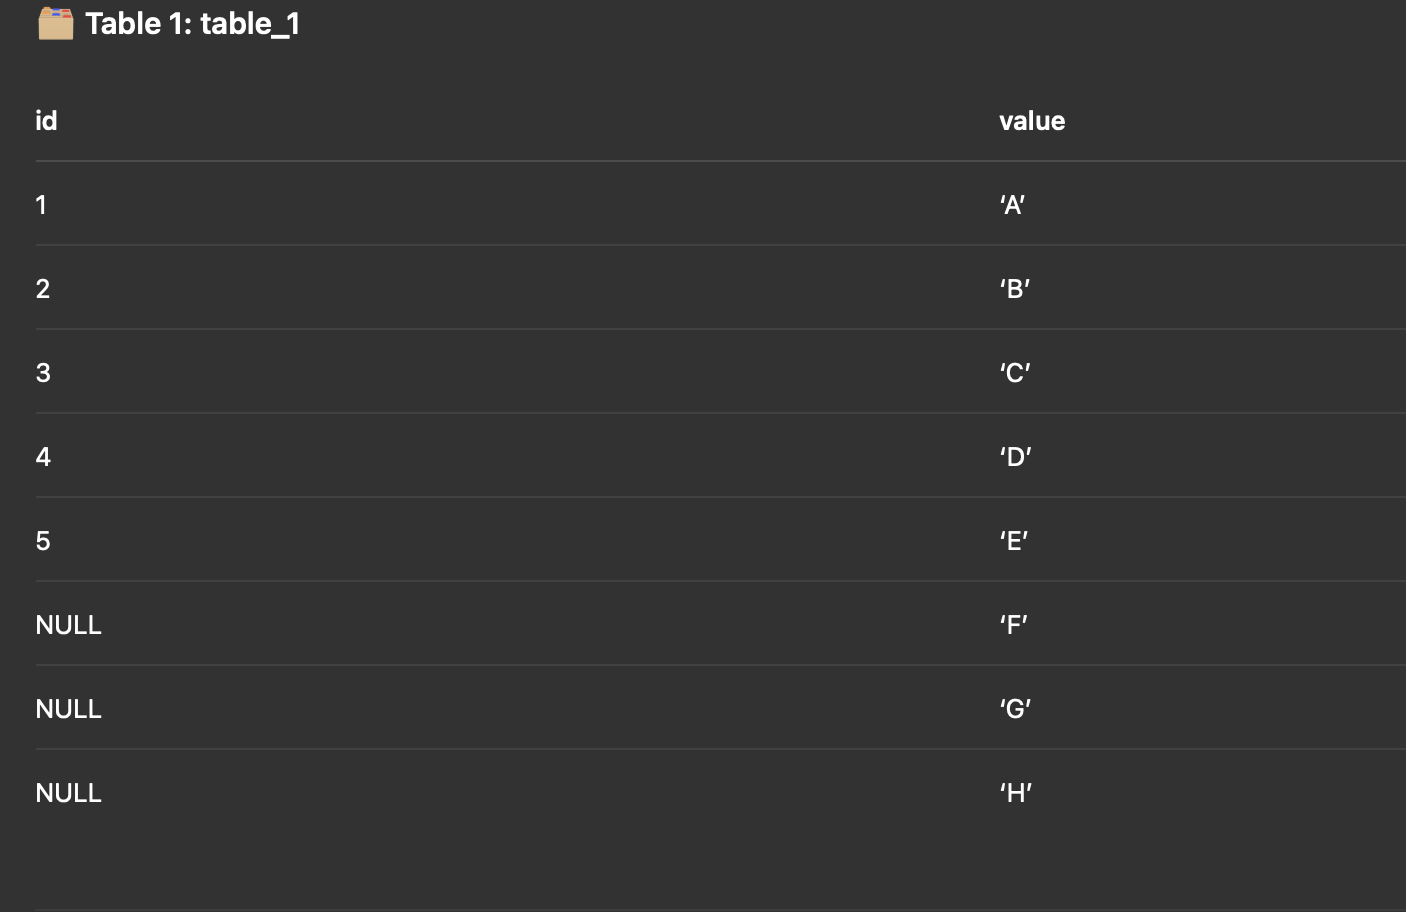 🗂️ Table 1: table_1
id value
1 ‘A’
2 ‘B’
3 ‘C’
4 ‘D’
5 ‘E’
NULL ‘F’
NULL ‘G’
NULL ‘H’